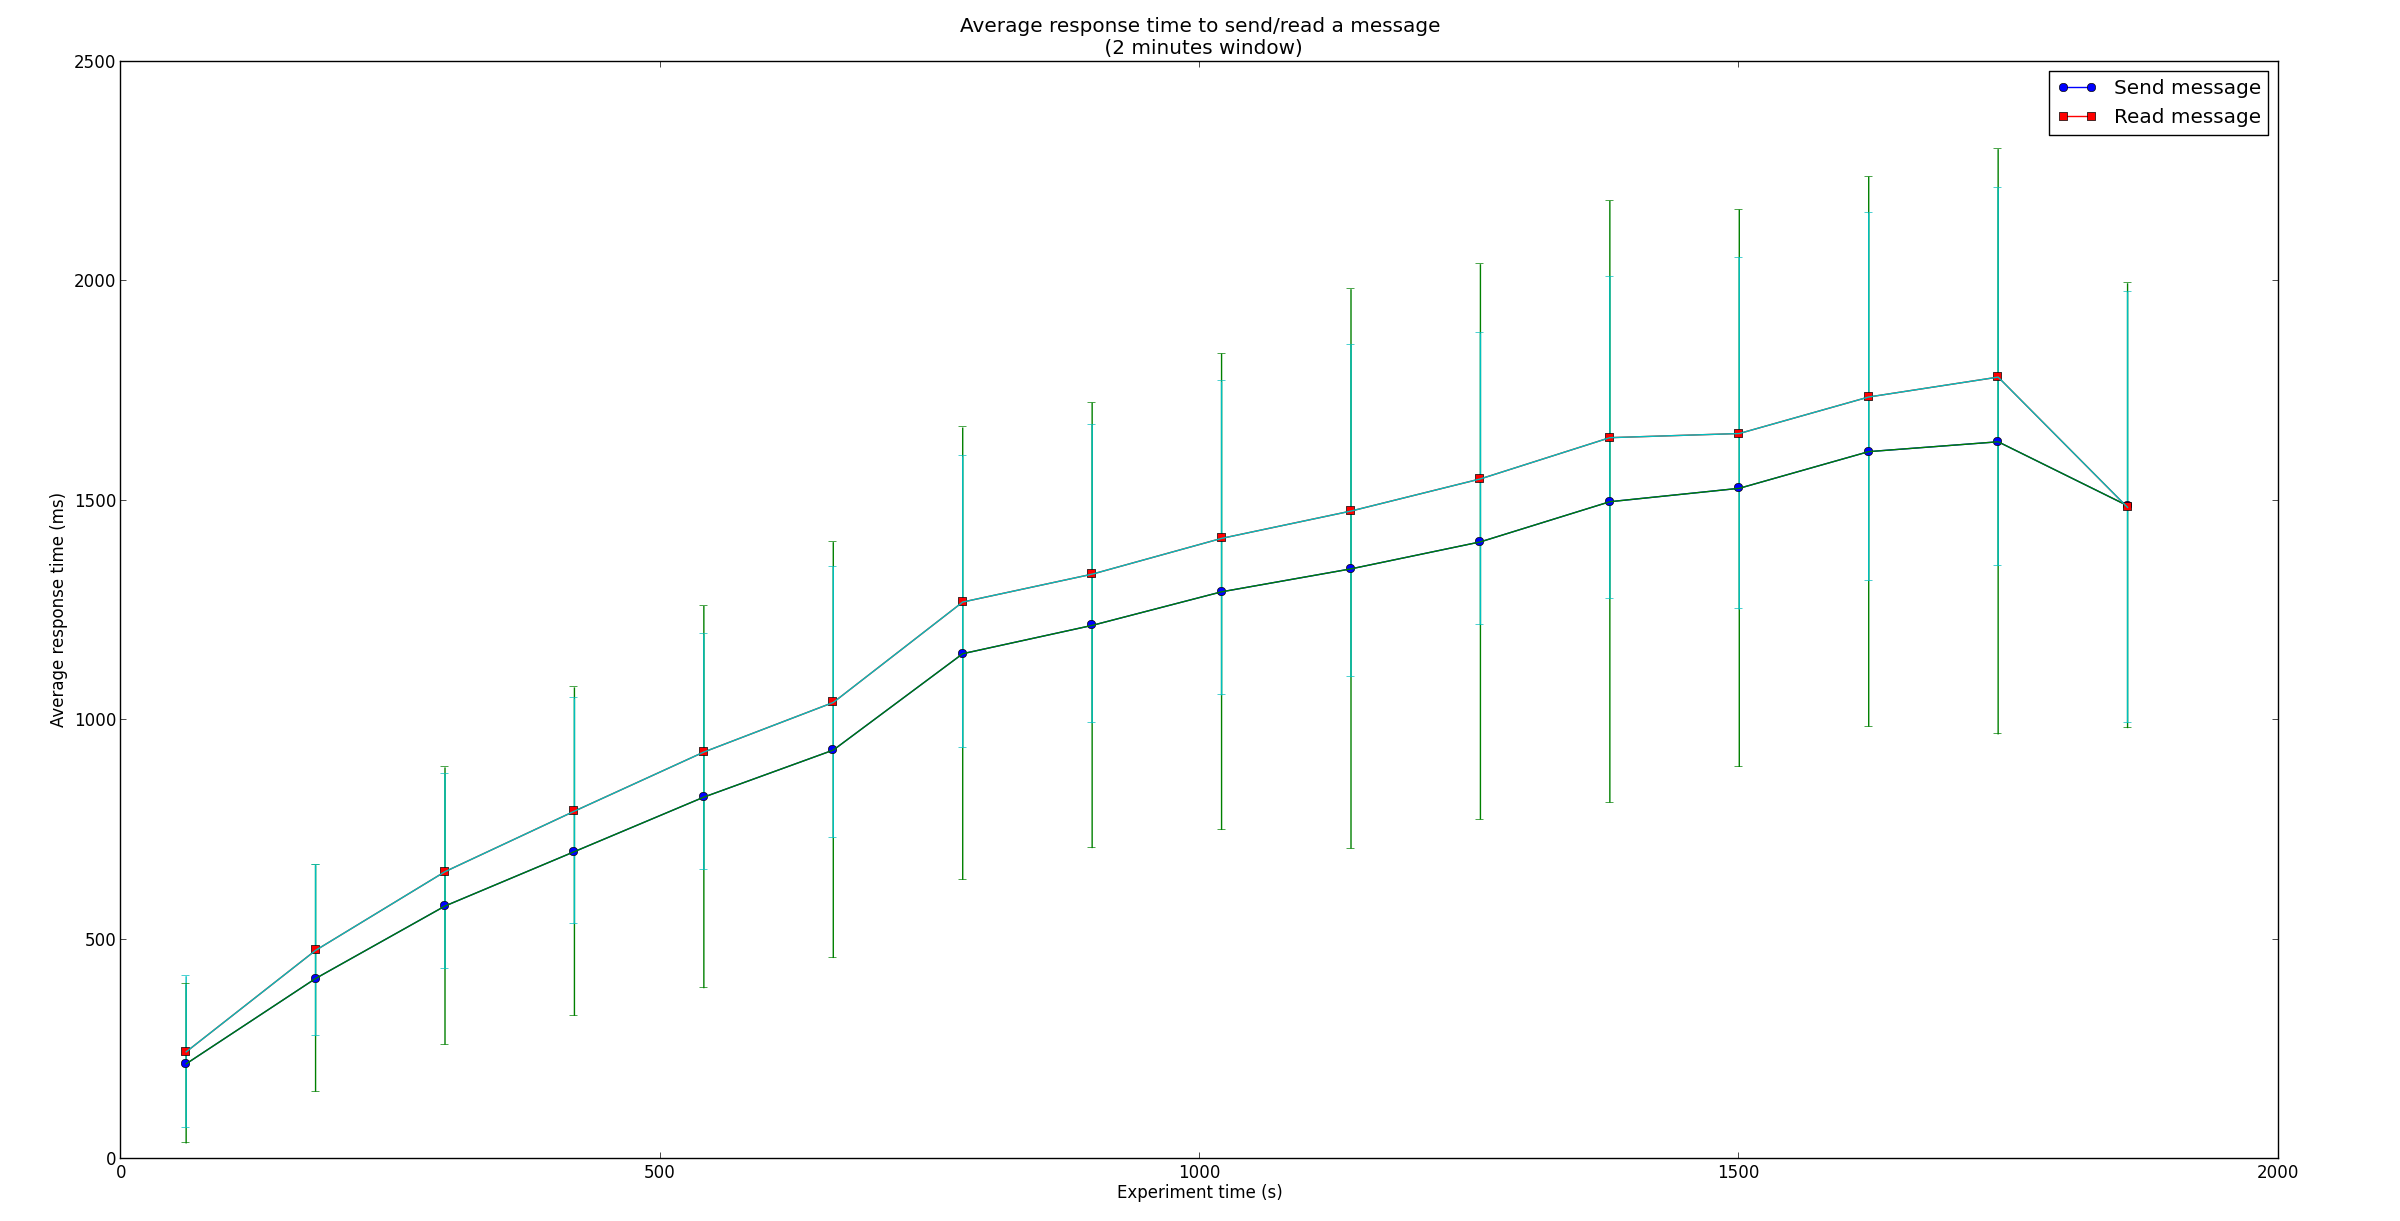 Average response time to send/read a message
(2 minutes window)
2500
Send message
Read message
2000
1500
Average response time (ms)
1000
500
0
0 500 1000 1500 2000
Experiment time (s)